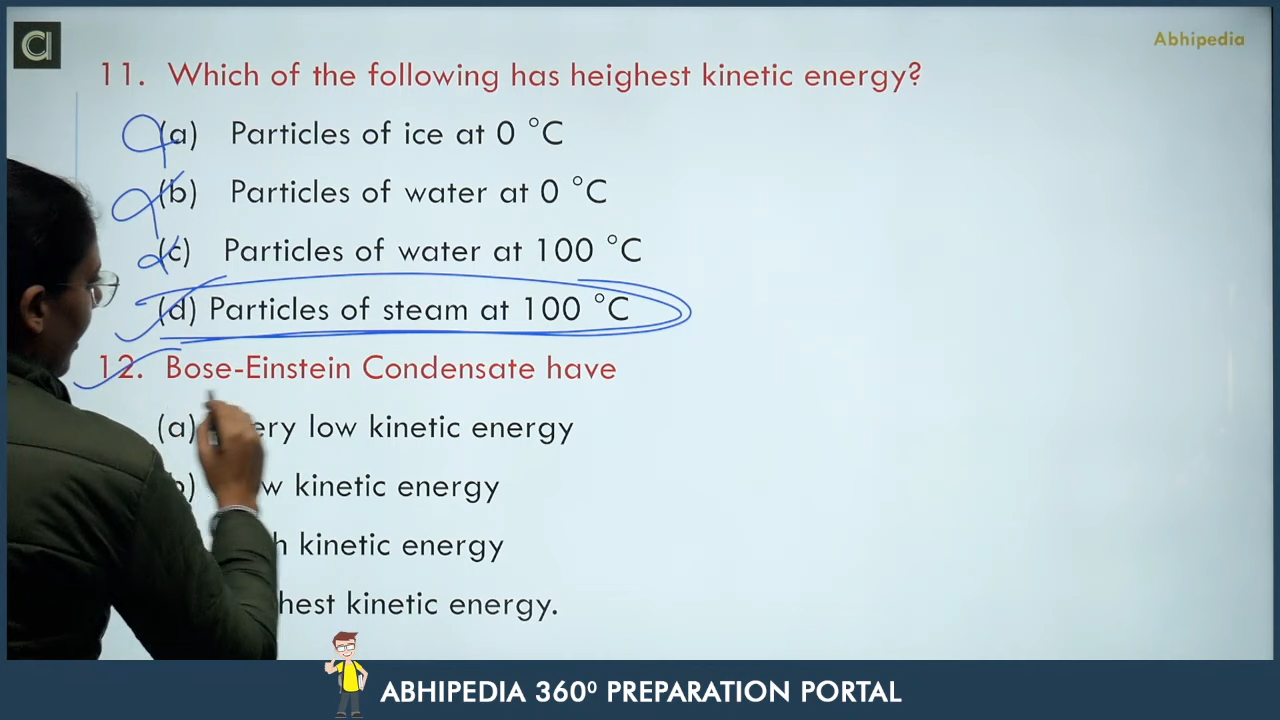 Abhipedia
11. Which of the following has heighest kinetic energy?
(a) Particles of ice at 0 °C
(b) Particles of water at 0 °C
(c) Particles of water at 100 °C
(d) Particles of steam at 100 °C
12. Bose-Einstein Condensate have
(a) low kinetic energy
kinetic energy
kinetic energy
kinetic energy.
ABHIPEDIA 360⁰ PREPARATION PORTAL